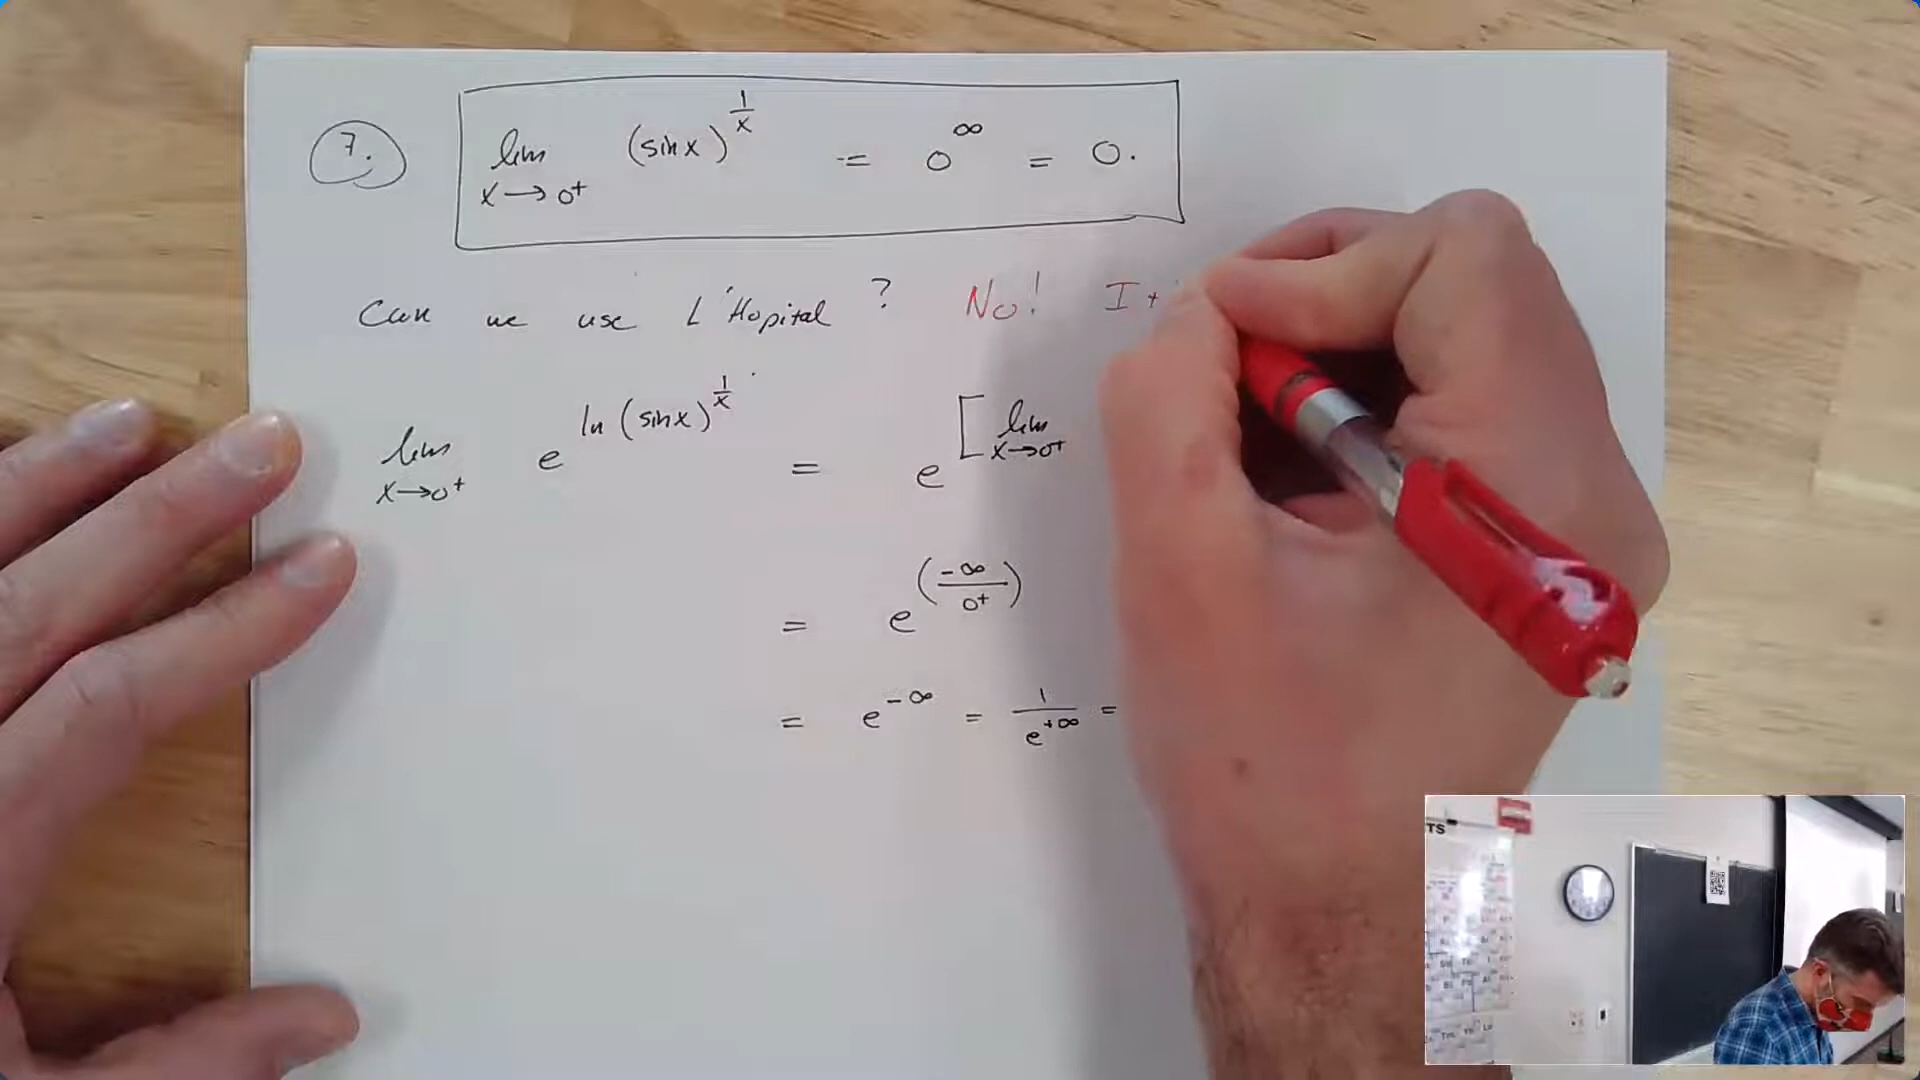 7. lim x→0⁺ (sin x)^(1/x) = 0^∞ = 0.
Can we use L'Hopital ? No! It'
lim x→0⁺ e^(ln (sin x)^(1/x)) = e^[lim x→0⁺
= e^(-∞/0⁺)
= e^-∞ = 1/e^+∞ =
TS